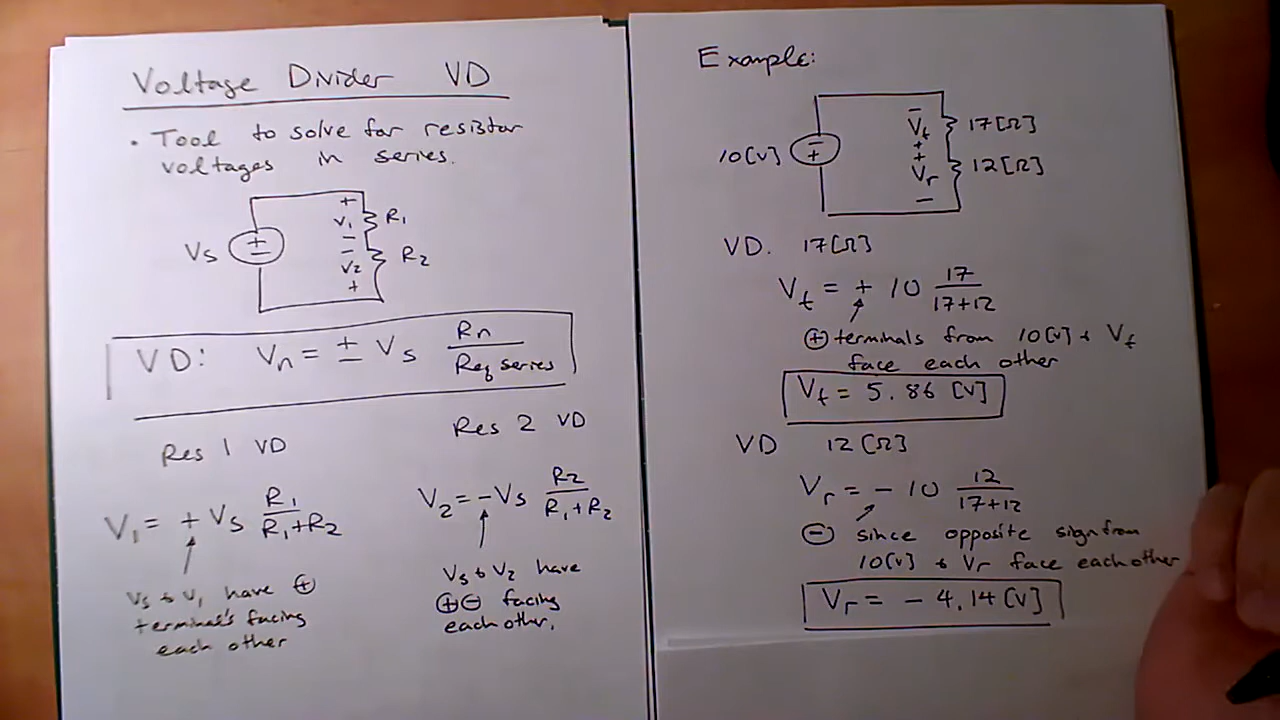 Voltage Divider VD
• Tool to solve for resistor
voltages in series.
Vs
+
−
+
V1
−
−
V2
+
R1
R2
VD: Vn = ± Vs Rn / Req series
Res 1 VD
V1 = + Vs R1 / R1+R2
Vs & V1 have ⊕
terminal's facing
each other
Res 2 VD
V2 = − Vs R2 / R1+R2
Vs & V2 have
⊕⊖ facing
each other.
Example:
10[V]
−
+
−
Vt
+
+
Vr
−
17[Ω]
12[Ω]
VD. 17[Ω]
Vt = + 10 17 / 17+12
⊕ terminals from 10[V] & Vt
face each other
Vt = 5.86 [V]
VD 12[Ω]
Vr = − 10 12 / 17+12
⊖ since opposite sign from
10[V] & Vr face each other
Vr = − 4.14[V]